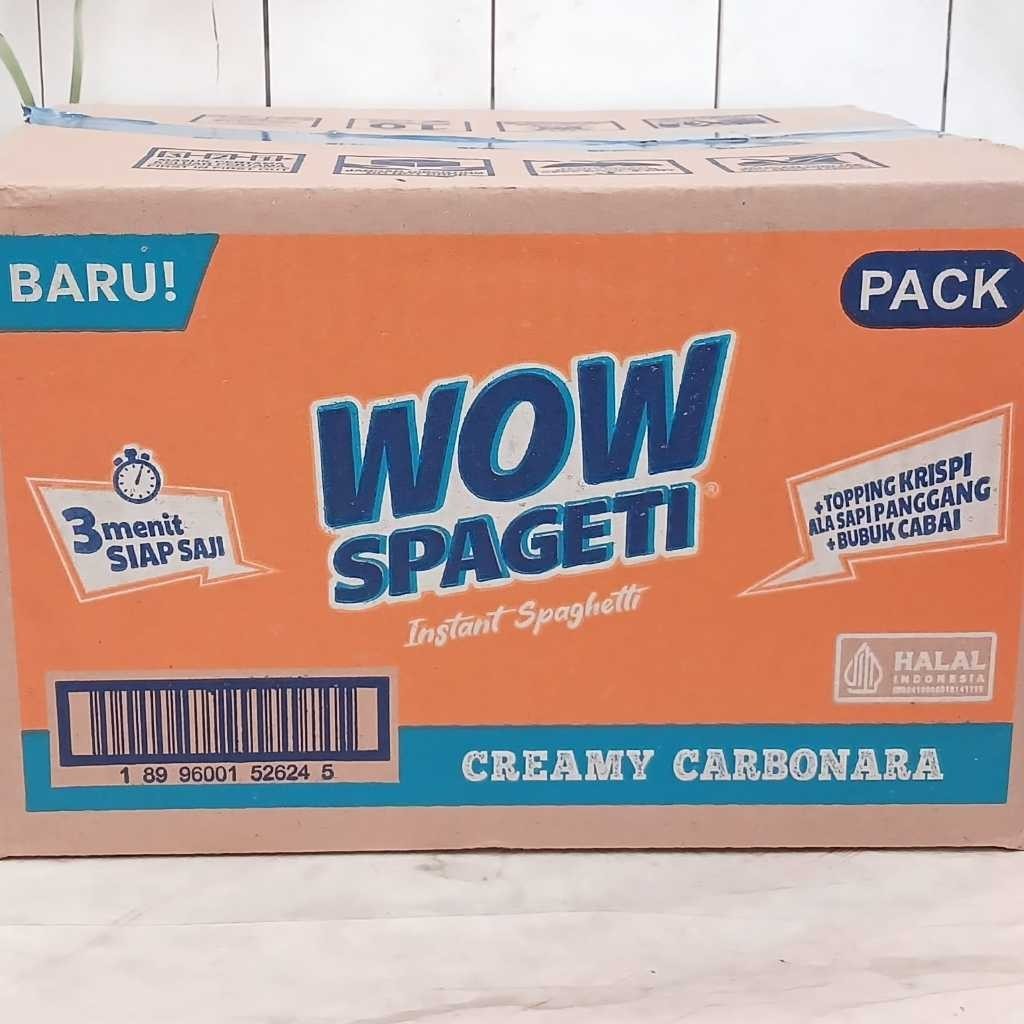 10
BARU!
PACK
WOW
SPAGETI
®
Instant Spaghetti
3 menit
SIAP SAJI
+TOPPING KRISPI
ALA SAPI PANGGANG
+BUBUK CABAI
HALAL
INDONESIA
1 89 96001 52624 5
CREAMY CARBONARA